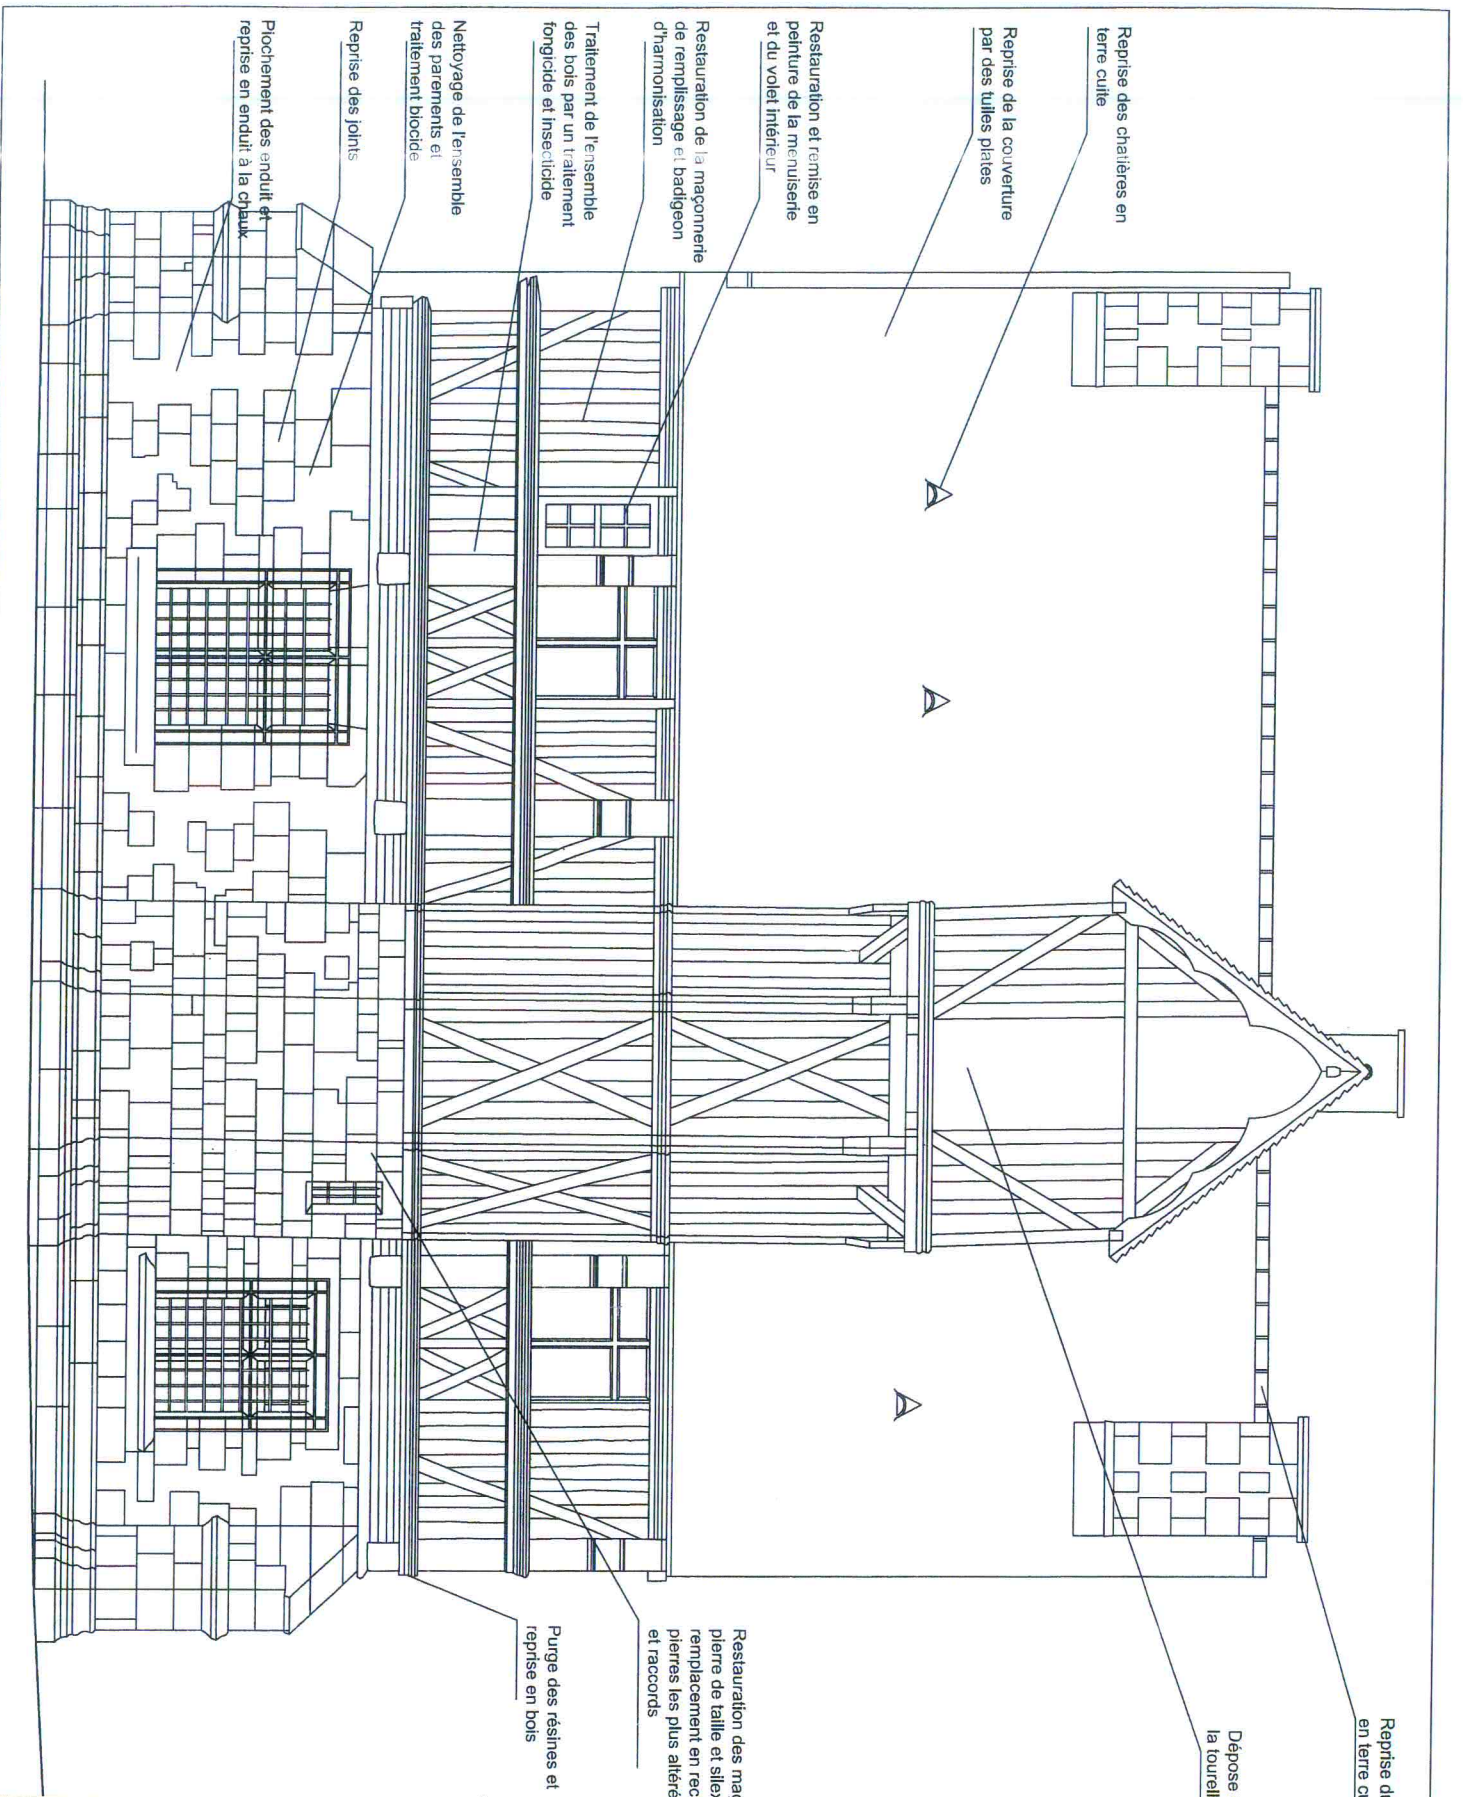 Reprise des chatières en
terre cuite
Reprise de la couverture
par des tuiles plates
Restauration et remise en
peinture de la menuiserie
et du volet intérieur
Restauration de la maçonnerie
de remplissage et badigeon
d'harmonisation
Traitement de l'ensemble
des bois par un traitement
fongicide et insecticide
Nettoyage de l'ensemble
des parements et
traitement biocide
Reprise des joints
Piochement des enduit et
reprise en enduit à la chaux
Reprise
en terre
Dépose
la
Restauration des
pierre de taille et silex
remplacement en
pierres les plus
et raccords
Purge des résines et
reprise en bois